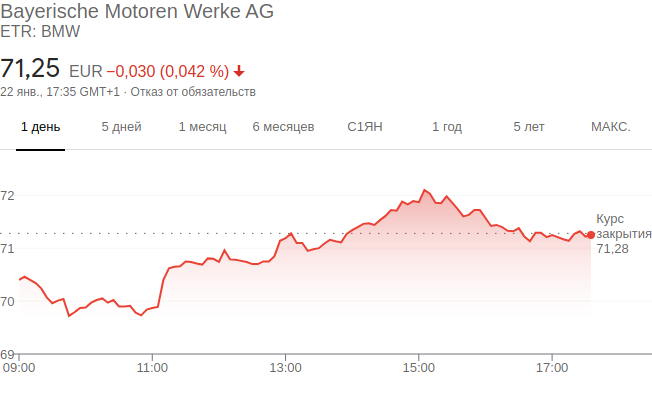 Bayerische Motoren Werke AG
ETR: BMW
71,25 EUR −0,030 (0,042 %)
22 янв., 17:35 GMT+1 · Отказ от обязательств
1 день 5 дней 1 месяц 6 месяцев С1ЯН 1 год 5 лет МАКС.
72
71
70
69
Курс
закрытия
71,28
09:00 11:00 13:00 15:00 17:00